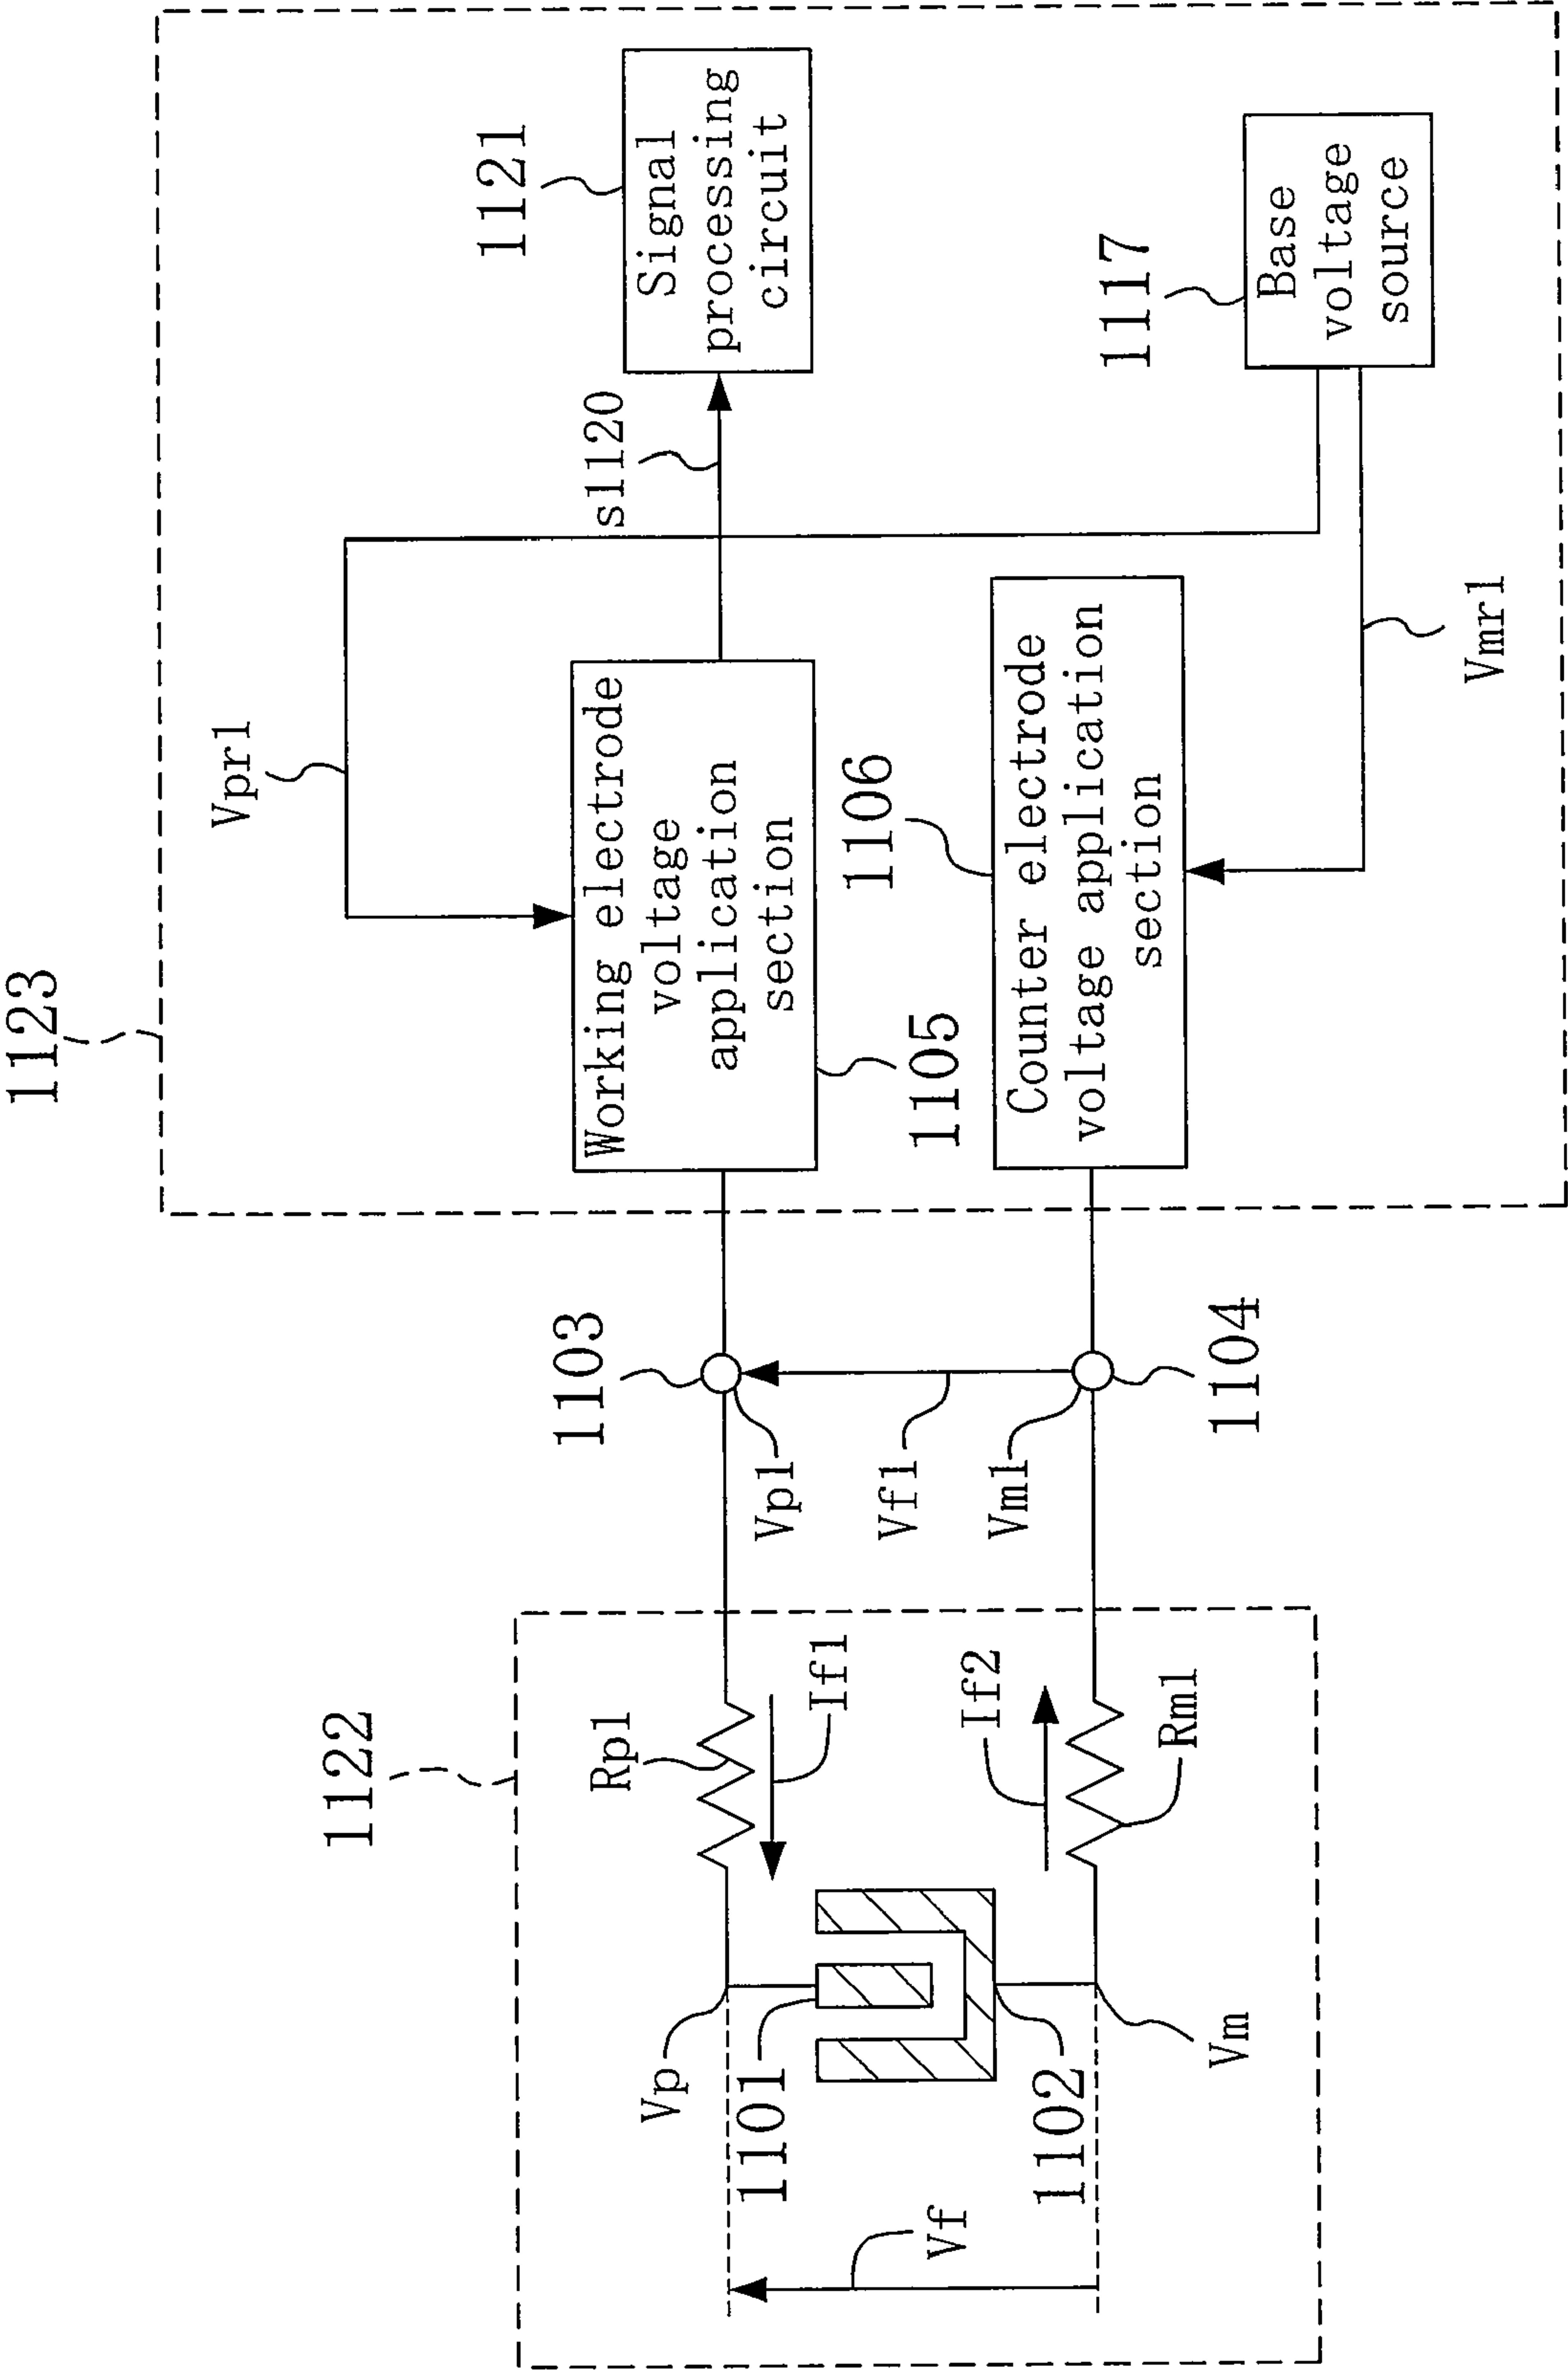 1122
1123
Vp
Rp1
If1
1103
Vp1
Vpr1
Working electrode
voltage
application
section
1105
s1120
1121
Signal
processing
circuit
Vf
1101
1102
Vf1
If2
Vm1
1106
Counter electrode
voltage application
section
1117
Base
voltage
source
Vm
Rm1
1104
Vmr1